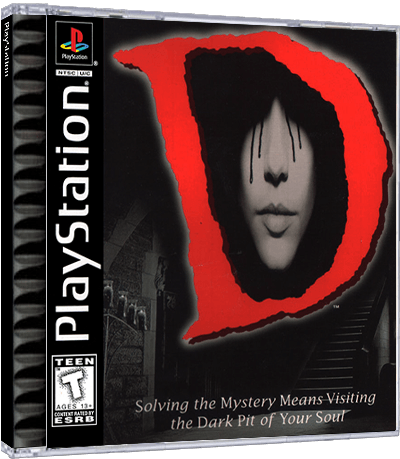 PlayStation
PlayStation
®
NTSC U/C
PlayStation®
D
™
TEEN
T
AGES 13+
CONTENT RATED BY
ESRB
Solving the Mystery Means Visiting
the Dark Pit of Your Soul